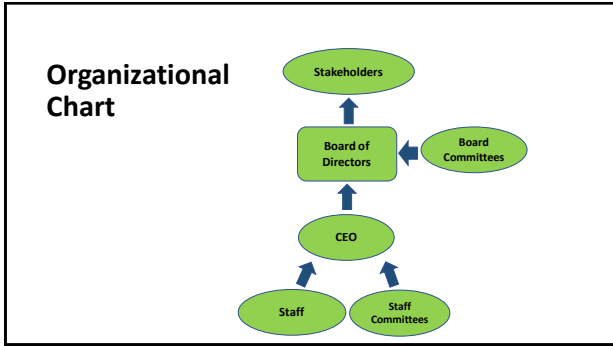 Organizational
Chart
Stakeholders
Board of
Directors
Board
Committees
CEO
Staff
Staff
Committees